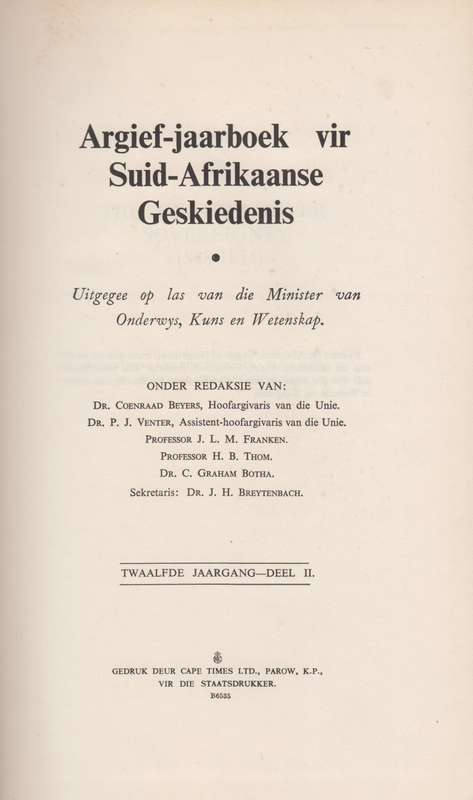 Argief-jaarboek vir
Suid-Afrikaanse
Geskiedenis
Uitgegee op las van die Minister van
Onderwys, Kuns en Wetenskap.
ONDER REDAKSIE VAN:
DR. COENRAAD BEYERS, Hoofargivaris van die Unie.
DR. P. J. VENTER, Assistent-hoofargivaris van die Unie.
PROFESSOR J. L. M. FRANKEN.
PROFESSOR H. B. THOM.
DR. C. GRAHAM BOTHA.
Sekretaris: DR. J. H. BREYTENBACH.
TWAALFDE JAARGANG—DEEL II.
GEDRUK DEUR CAPE TIMES LTD., PAROW, K.P.,
VIR DIE STAATSDRUKKER.
B6535